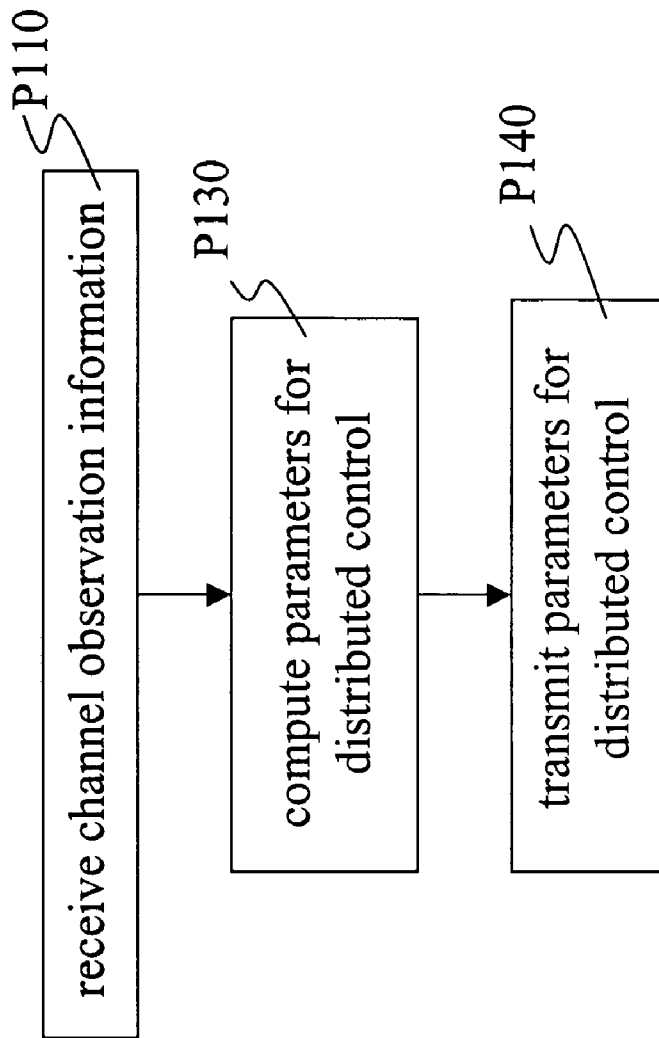 receive channel observation information
P110
compute parameters for
distributed control
P130
transmit parameters for
distributed control
P140